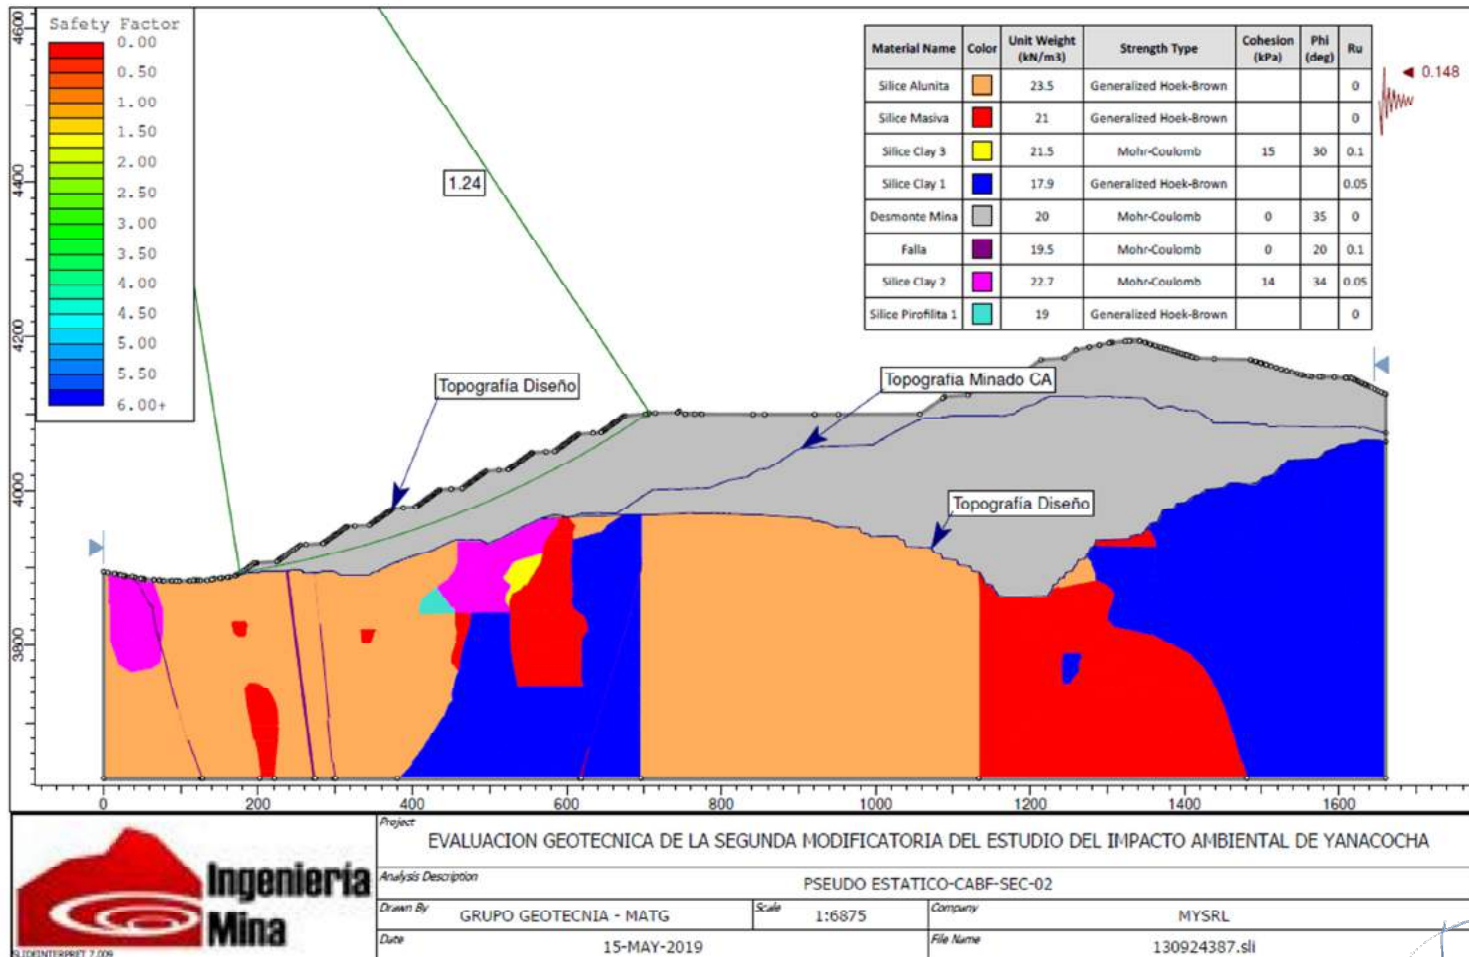 Safety Factor
0.00
0.50
1.00
1.50
2.00
2.50
3.00
3.50
4.00
4.50
5.00
5.50
6.00+
4600
4400
4200
4000
3800
1.24
Material Name Color Unit Weight (kN/m3) Strength Type Cohesion (kPa) Phi (deg) Ru
Silice Alunita 23.5 Generalized Hoek-Brown 0
Silice Masiva 21 Generalized Hoek-Brown 0
Silice Clay 3 21.5 Mohr-Coulomb 15 30 0.1
Silice Clay 1 17.9 Generalized Hoek-Brown 0.05
Desmonte Mina 20 Mohr-Coulomb 0 35 0
Falla 19.5 Mohr-Coulomb 0 20 0.1
Silice Clay 2 22.7 Mohr-Coulomb 14 34 0.05
Silice Pirofilita 1 19 Generalized Hoek-Brown 0
0.148
Topografía Diseño
Topografía Minado CA
Topografía Diseño
0 200 400 600 800 1000 1200 1400 1600
Ingeniería
Mina
SLIDEINTERPRET 7.009
Project
EVALUACION GEOTECNICA DE LA SEGUNDA MODIFICATORIA DEL ESTUDIO DEL IMPACTO AMBIENTAL DE YANACOCHA
Analysis Description
PSEUDO ESTATICO-CABF-SEC-02
Drawn By GRUPO GEOTECNIA - MATG Scale 1:6875 Company MYSRL
Date 15-MAY-2019 File Name 130924387.sli